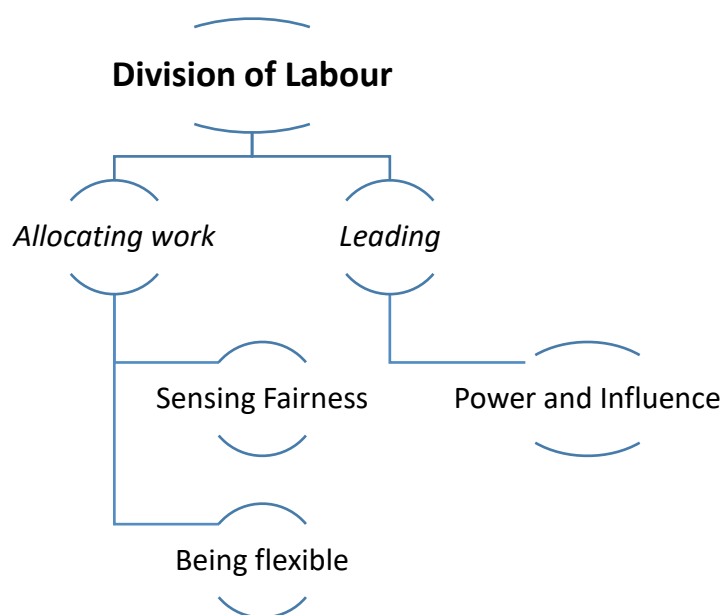 Division of Labour
Allocating work
Leading
Sensing Fairness
Power and Influence
Being flexible